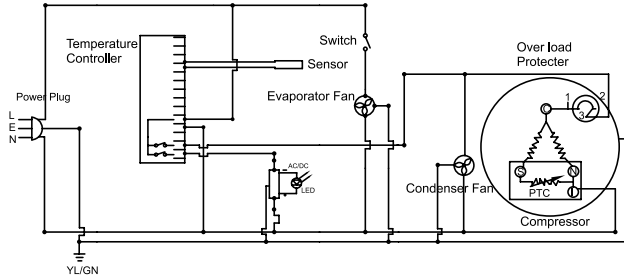 Temperature
Controller
Switch
Over load
Protecter
Sensor
Power Plug
Evaporator Fan
1
2
3
C
L
E
N
AC/DC
LED
Condenser Fan
S
N
PTC
Compressor
YL/GN